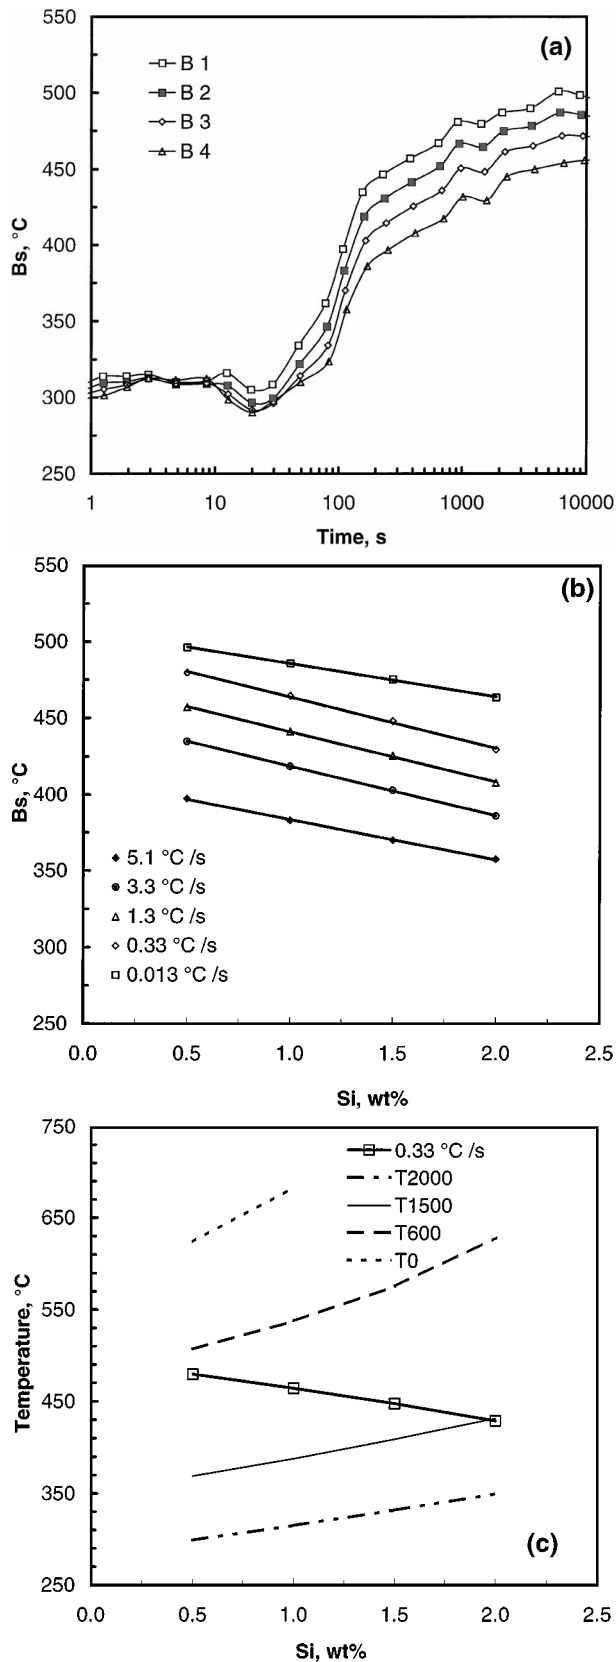 (a)
B 1
B 2
B 3
B 4
550
500
450
400
350
300
250
Bs, °C
1 10 100 1000 10000
Time, s
(b)
550
500
450
400
350
300
250
Bs, °C
5.1 °C /s
3.3 °C /s
1.3 °C /s
0.33 °C /s
0.013 °C /s
0.0 0.5 1.0 1.5 2.0 2.5
Si, wt%
750
650
550
450
350
250
Temperature, °C
0.33 °C /s
T2000
T1500
T600
T0
(c)
0.0 0.5 1.0 1.5 2.0 2.5
Si, wt%